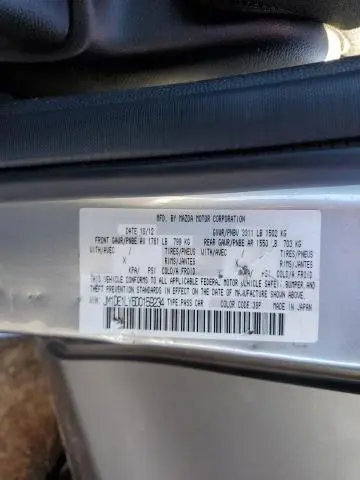 MFD. BY MAZDA MOTOR CORPORATION
DATE 10/12 GVWR/PNBV 3311 LB 1502 KG
FRONT GAWR/PNBE AV 1761 LB 799 KG REAR GAWR/PNBE AR 1550 LB 703 KG
WITH/AVEC / TIRES/PNEUS WITH/AVEC / TIRES/PNEUS
X RIMS/JANTES X RIMS/JANTES
KPA/ PSI COLD/A FROID KPA/ PSI COLD/A FROID
THIS VEHICLE CONFORMS TO ALL APPLICABLE FEDERAL MOTOR VEHICLE SAFETY, BUMPER, AND
THEFT PREVENTION STANDARDS IN EFFECT ON THE DATE OF MANUFACTURE SHOWN ABOVE.
TYPE:PASS CAR COLOR CODE 38P MADE IN JAPAN